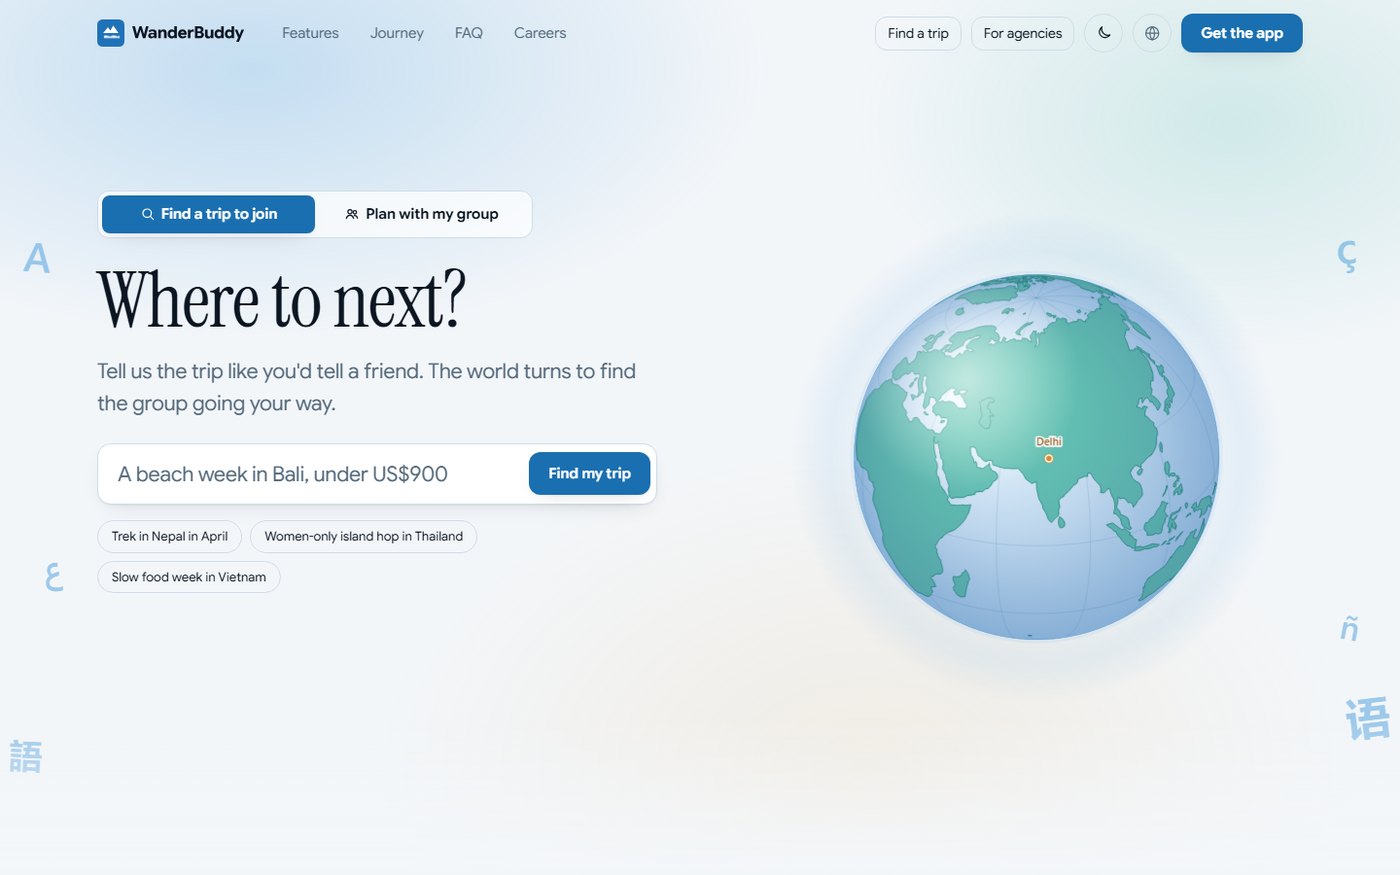 WanderBuddy Features Journey FAQ Careers Find a trip For agencies Get the app
Find a trip to join Plan with my group
A
Ç
Where to next?
Tell us the trip like you'd tell a friend. The world turns to find
the group going your way.
Delhi
A beach week in Bali, under US$900 Find my trip
Trek in Nepal in April Women-only island hop in Thailand
Slow food week in Vietnam
ع
ñ
语
語